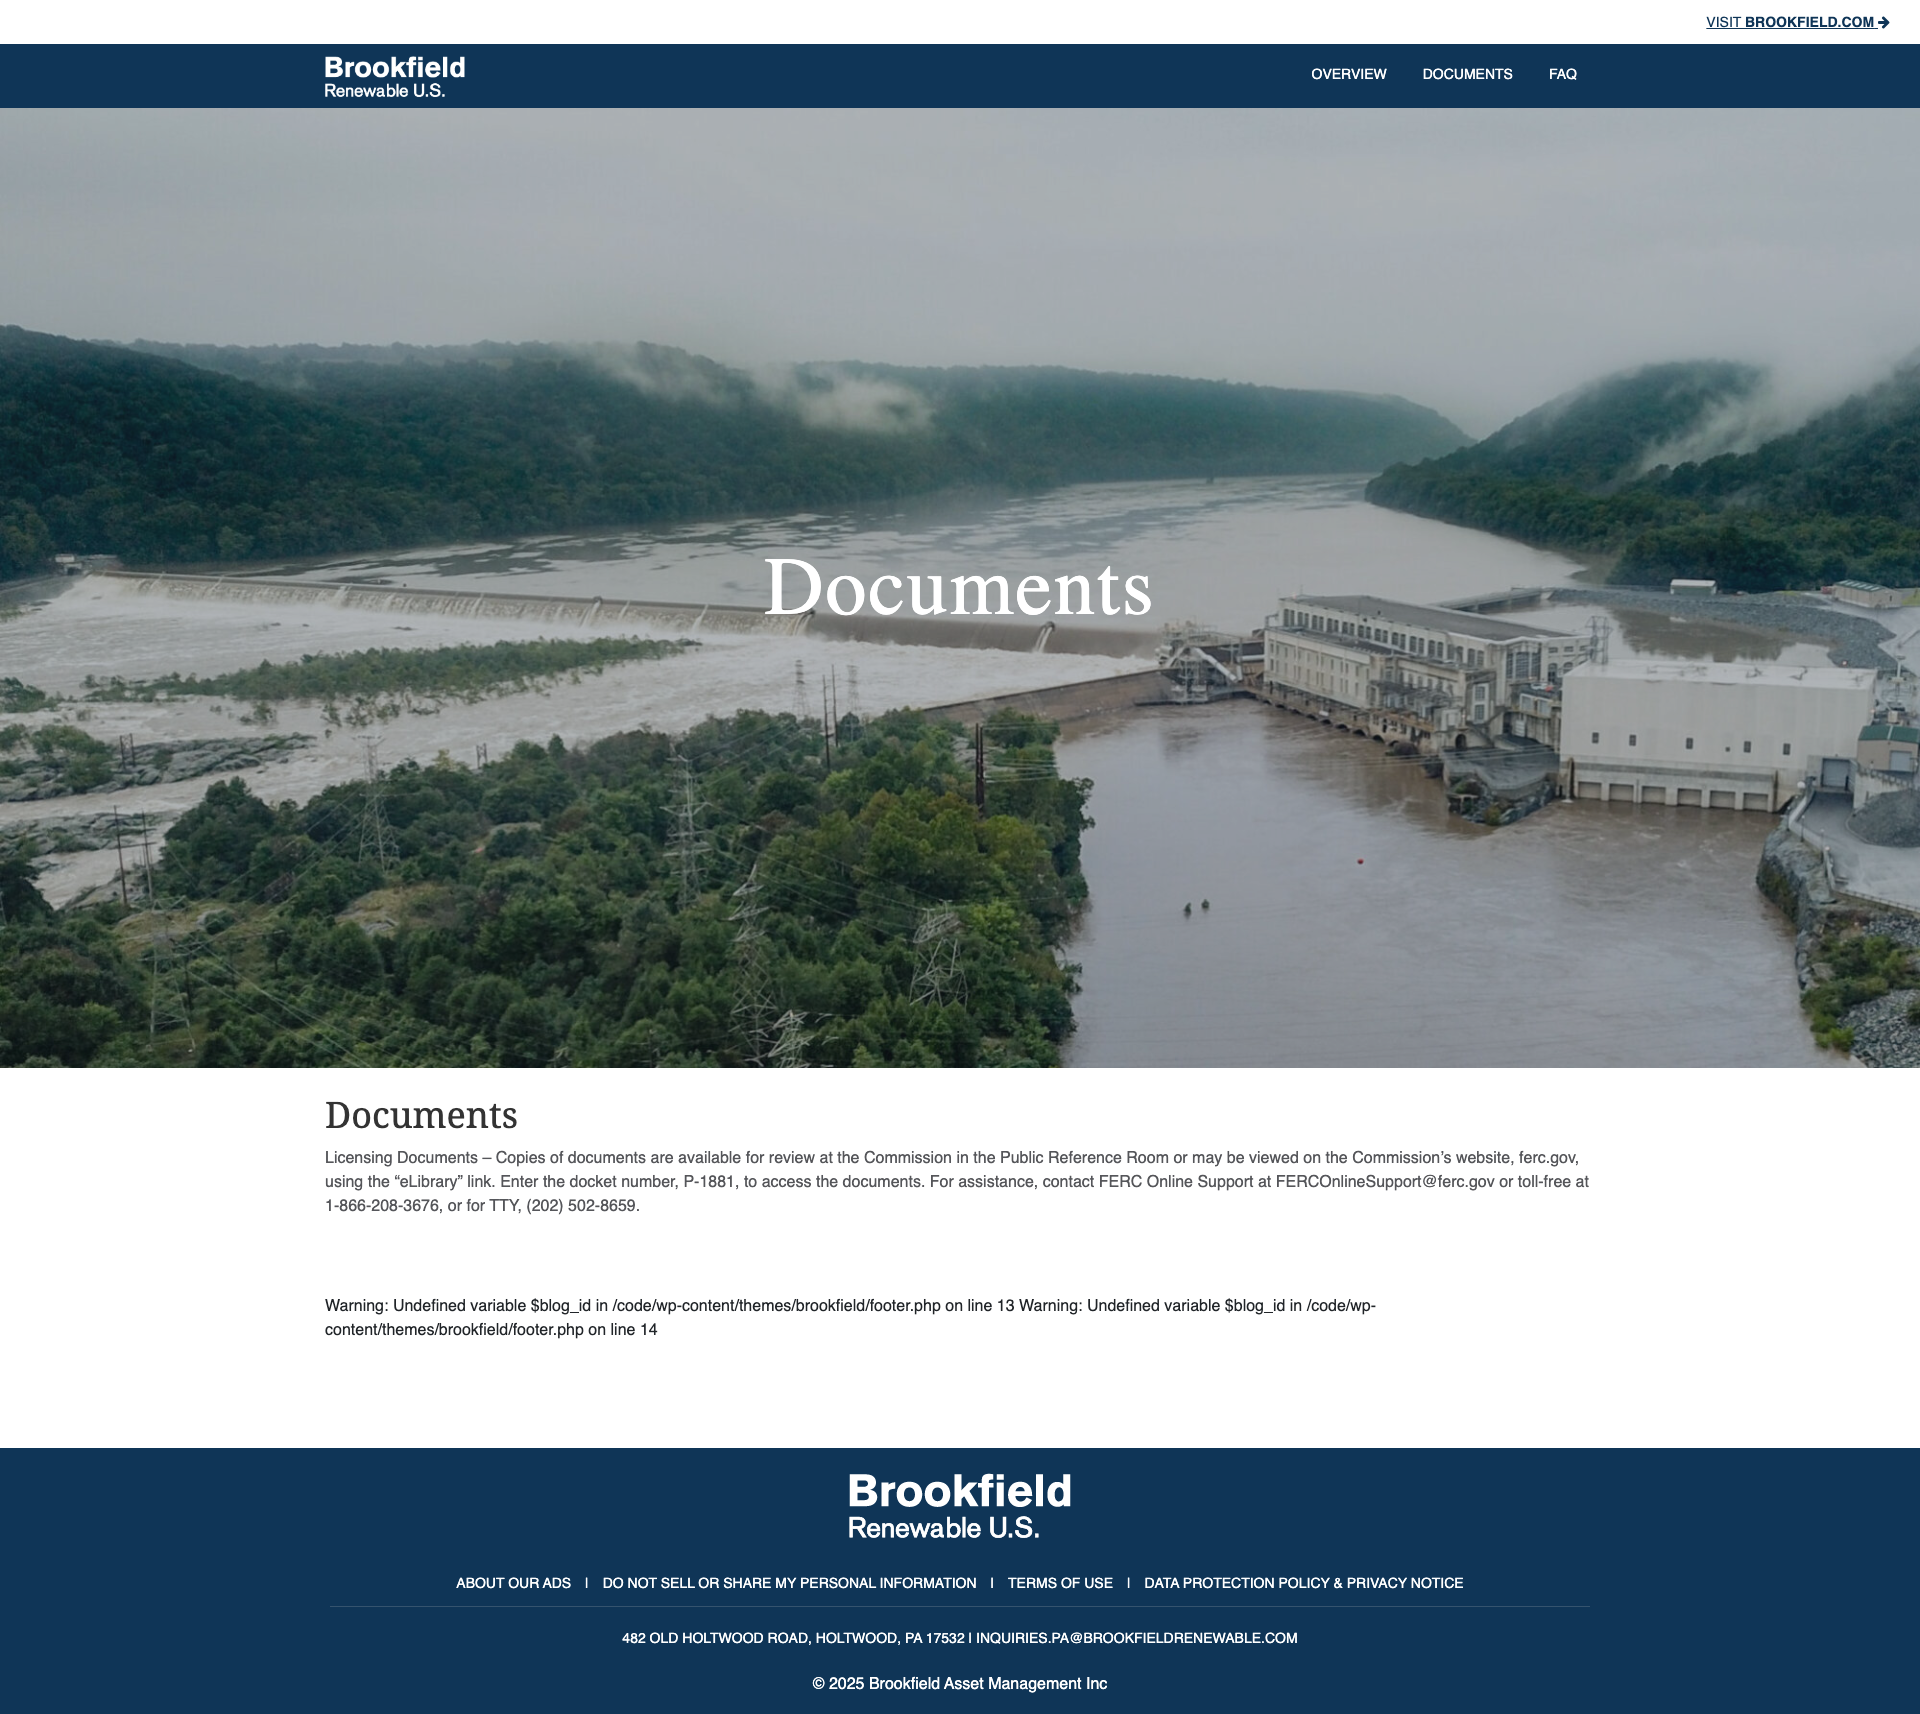 VISIT BROOKFIELD.COM
Brookfield
Renewable U.S.
OVERVIEW DOCUMENTS FAQ
Documents
Documents
Licensing Documents – Copies of documents are available for review at the Commission in the Public Reference Room or may be viewed on the Commission’s website, ferc.gov,
using the “eLibrary” link. Enter the docket number, P-1881, to access the documents. For assistance, contact FERC Online Support at FERCOnlineSupport@ferc.gov or toll-free at
1-866-208-3676, or for TTY, (202) 502-8659.
Warning: Undefined variable $blog_id in /code/wp-content/themes/brookfield/footer.php on line 13 Warning: Undefined variable $blog_id in /code/wp-
content/themes/brookfield/footer.php on line 14
Brookfield
Renewable U.S.
ABOUT OUR ADS | DO NOT SELL OR SHARE MY PERSONAL INFORMATION | TERMS OF USE | DATA PROTECTION POLICY & PRIVACY NOTICE
482 OLD HOLTWOOD ROAD, HOLTWOOD, PA 17532 | INQUIRIES.PA@BROOKFIELDRENEWABLE.COM
© 2025 Brookfield Asset Management Inc